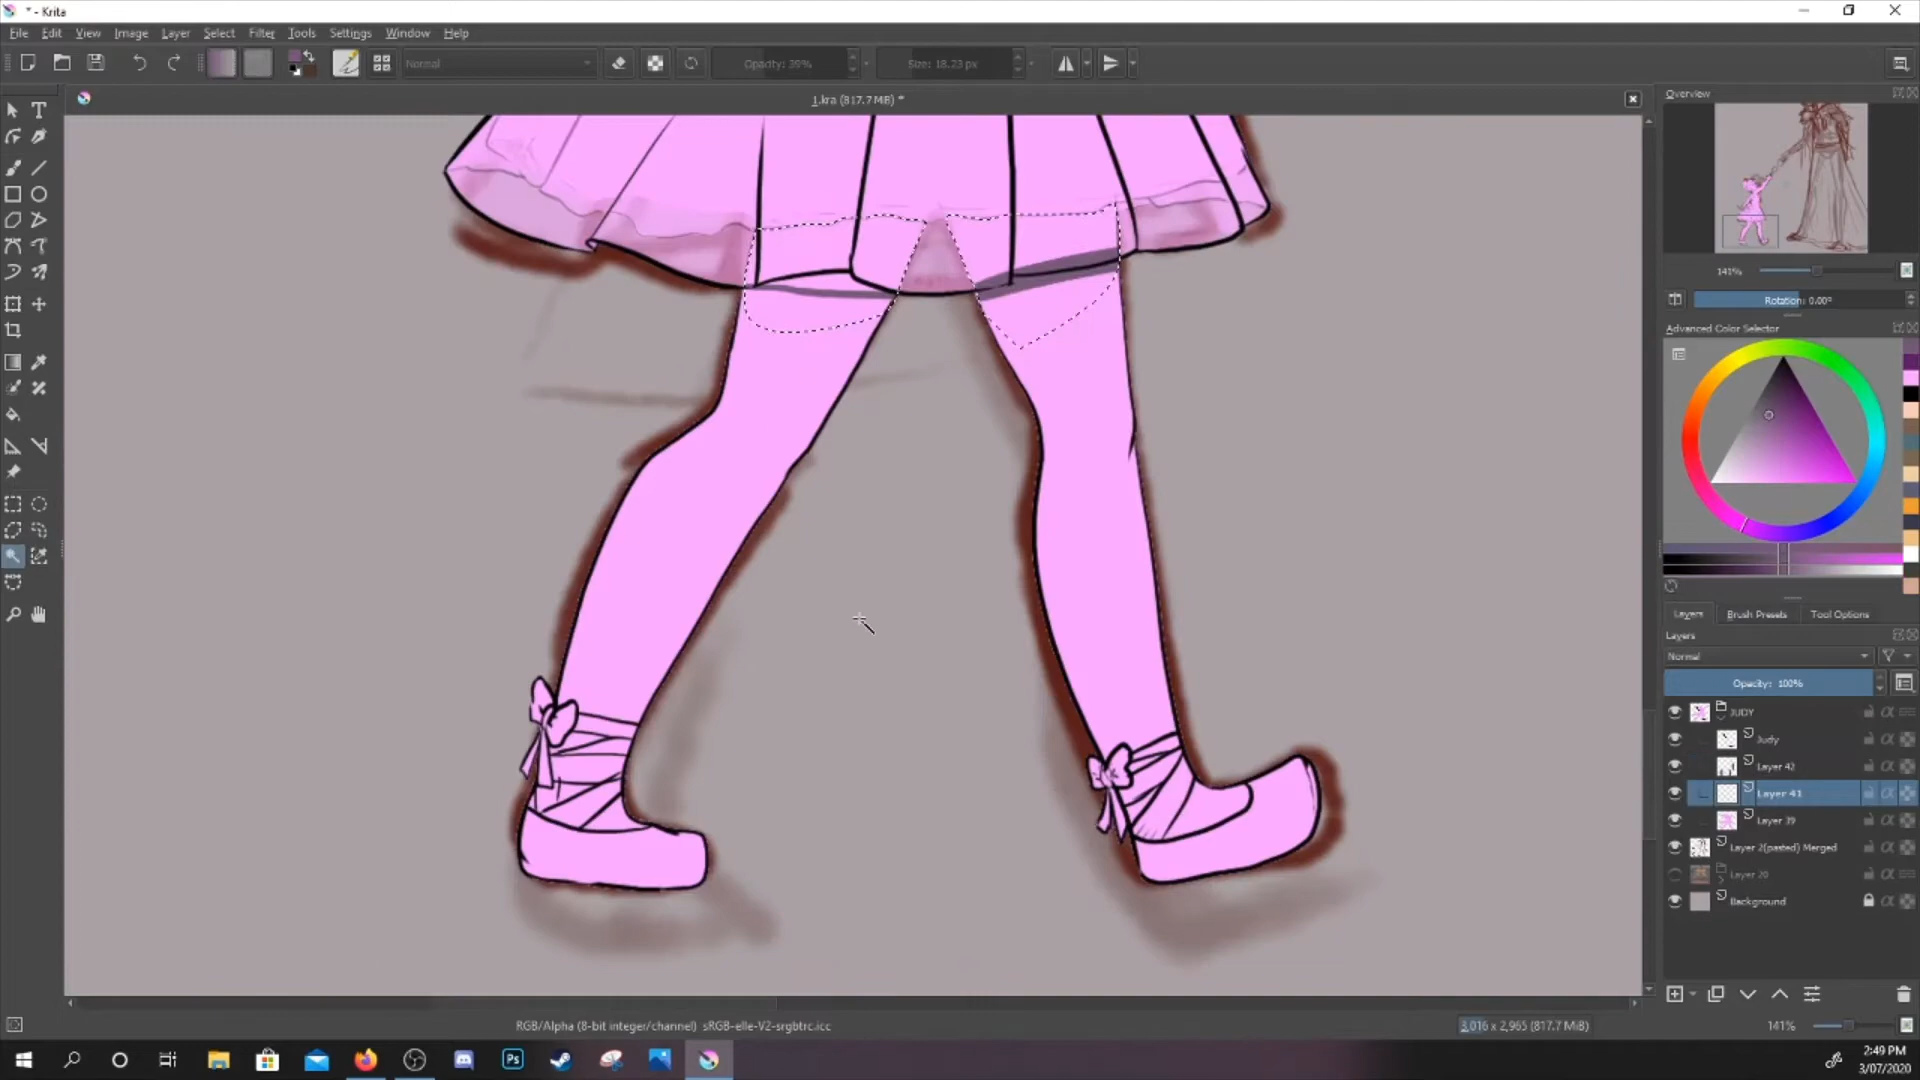 * - Krita
File Edit View Image Layer Select Filter Tools Settings Window Help
Normal Opacity: 39% Size: 18.23 px
1.kra (817.7 MB) *
Overview
141%
Rotation: 0.00°
Advanced Color Selector
Layers Brush Presets Tool Options
Layers
Normal
Opacity: 100%
JUDY
Judy
Layer 42
Layer 41
Layer 39
Layer 2(pasted) Merged
Layer 20
Background
RGB/Alpha (8-bit integer/channel) sRGB-elle-V2-srgbtrc.icc
3,016 x 2,965 (817.7 MiB)
141%
Ps
2:49 PM
3/07/2020